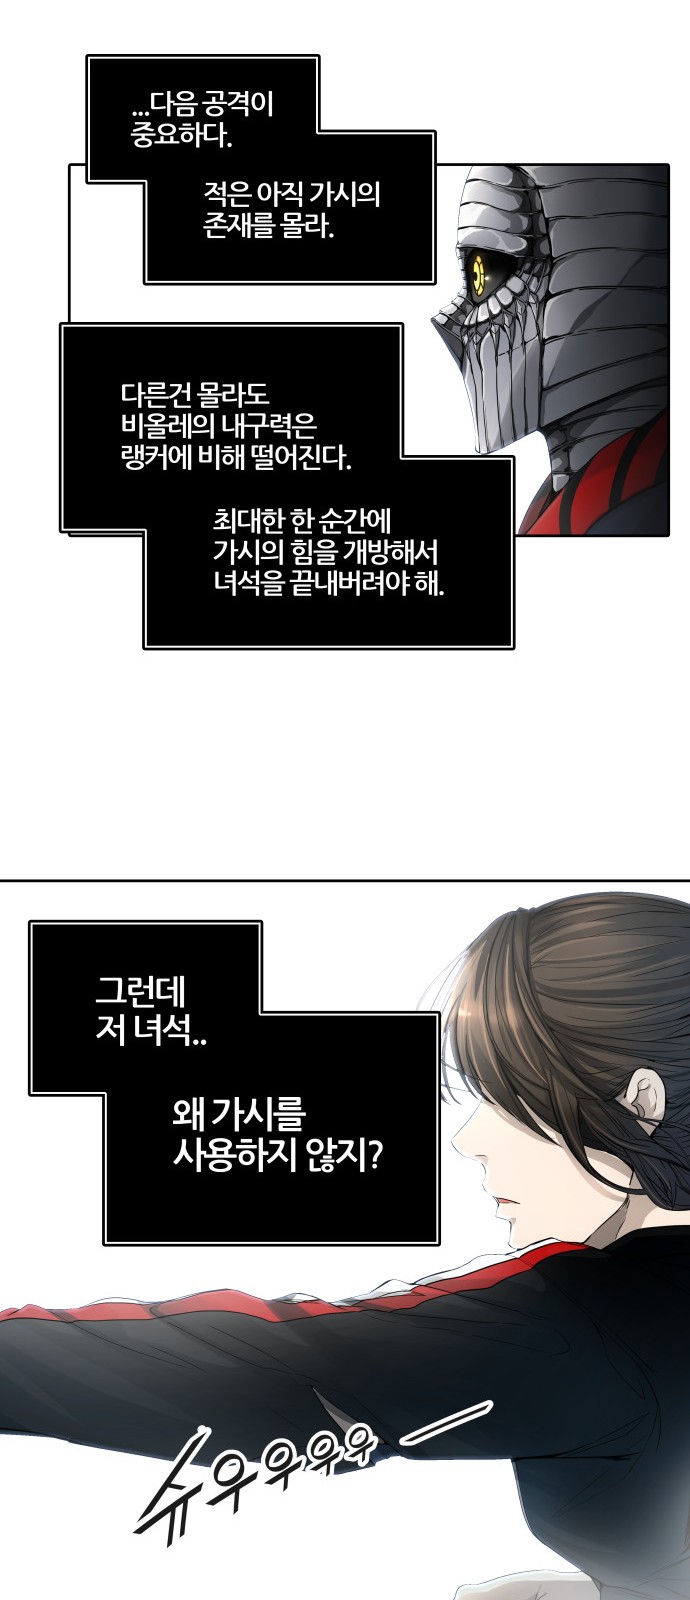 ...다음 공격이
중요하다.
적은 아직 가시의
존재를 몰라.
다른건 몰라도
비올레의 내구력은
랭커에 비해 떨어진다.
최대한 한 순간에
가시의 힘을 개방해서
녀석을 끝내버려야 해.
그런데
저 녀석..
왜 가시를
사용하지 않지?
슈우우우우ㅡ